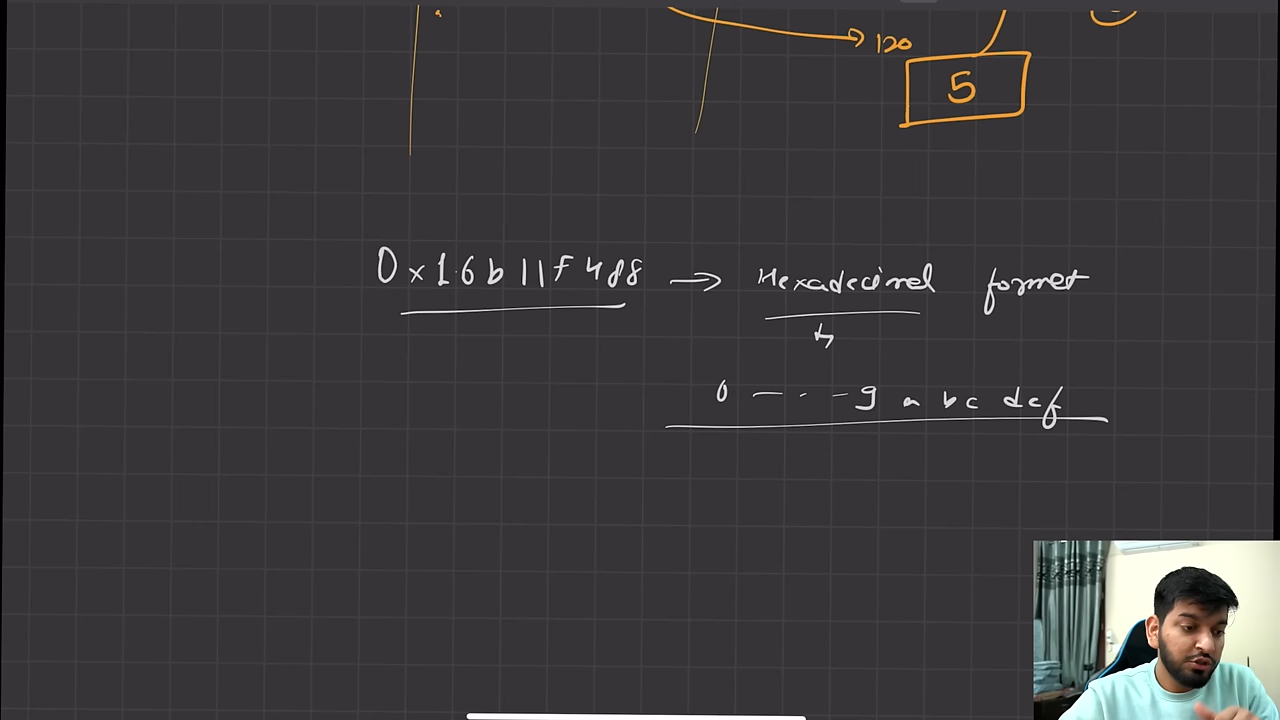 120
5
0x16b11f488 → Hexadecimal format
0 - - - 9 a b c d e f